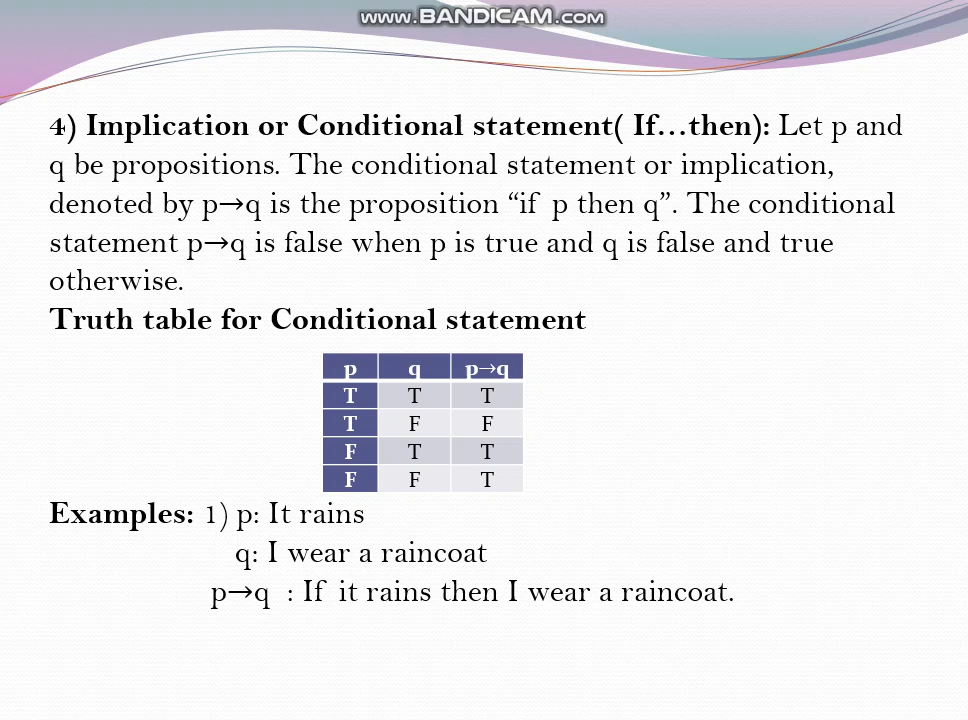 www.BANDICAM.com
4) Implication or Conditional statement( If…then): Let p and
q be propositions. The conditional statement or implication,
denoted by p→q is the proposition “if p then q”. The conditional
statement p→q is false when p is true and q is false and true
otherwise.
Truth table for Conditional statement
p q p→q
T T T
T F F
F T T
F F T
Examples: 1) p: It rains
q: I wear a raincoat
p→q : If it rains then I wear a raincoat.